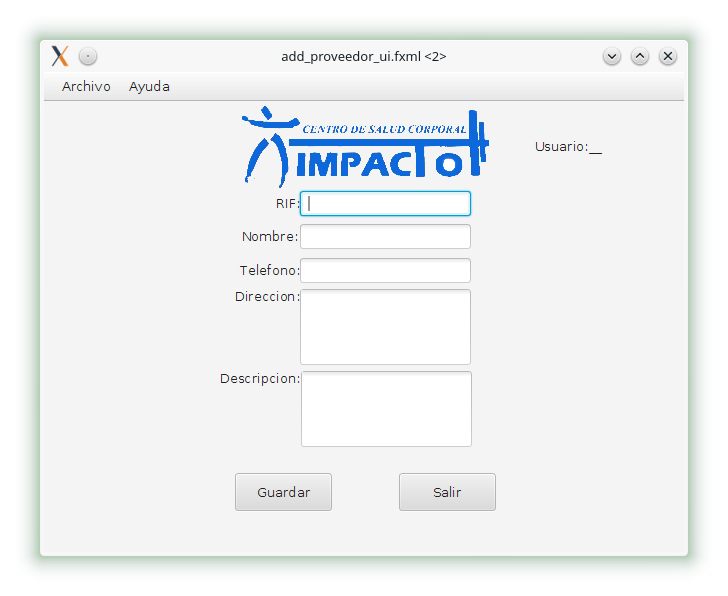 add_proveedor_ui.fxml <2>
Archivo Ayuda
CENTRO DE SALUD CORPORAL
IMPACTO
Usuario:__
RIF:
Nombre:
Telefono:
Direccion:
Descripcion:
Guardar Salir